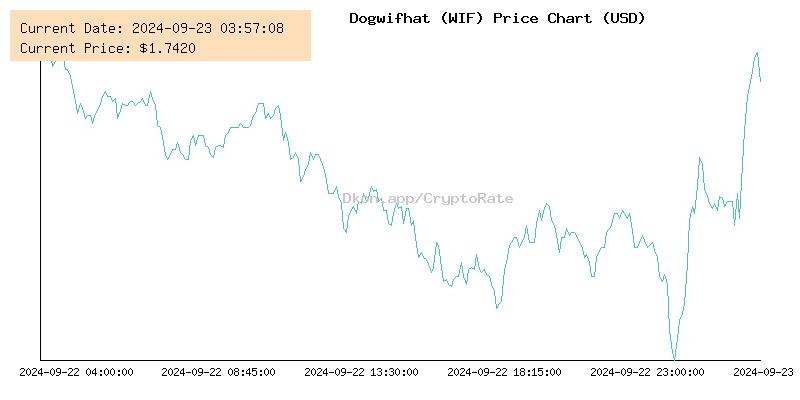 Dogwifhat (WIF) Price Chart (USD)
Current Date: 2024-09-23 03:57:08
Current Price: $1.7420
Dkon.app/CryptoRate
2024-09-22 04:00:00 2024-09-22 08:45:00 2024-09-22 13:30:00 2024-09-22 18:15:00 2024-09-22 23:00:00 2024-09-23